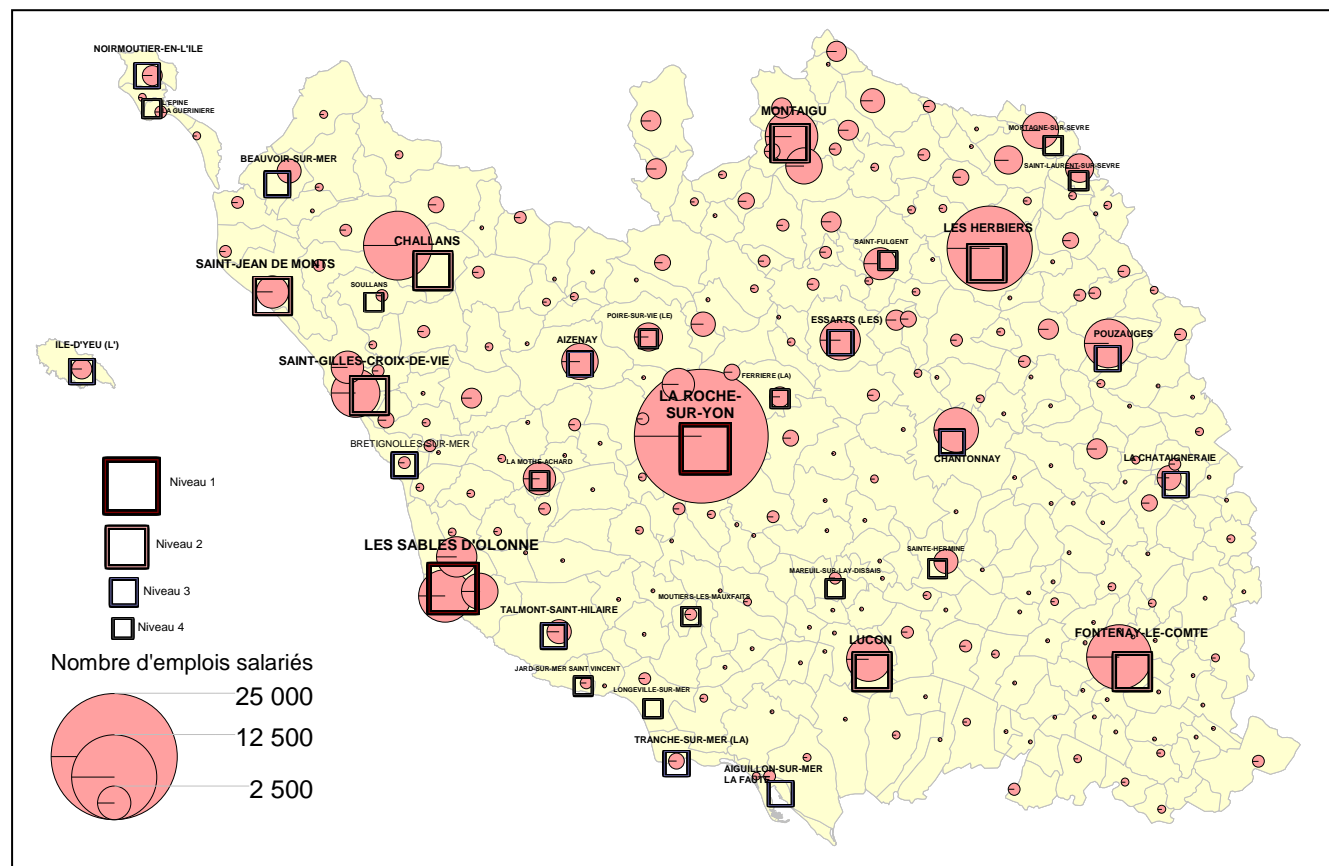 NOIRMOUTIER-EN-L'ILE
L'EPINE
LA GUERINIERE
MONTAIGU
MORTAGNE-SUR-SEVRE
BEAUVOIR-SUR-MER
SAINT-LAURENT-SUR-SEVRE
CHALLANS
LES HERBIERS
SAINT-FULGENT
SAINT-JEAN DE MONTS
SOULLANS
POIRE-SUR-VIE (LE)
ESSARTS (LES)
POUZAUGES
ILE-D'YEU (L')
AIZENAY
SAINT-GILLES-CROIX-DE-VIE
FERRIERE (LA)
LA ROCHE-
SUR-YON
BRETIGNOLLES-SUR-MER
CHANTONNAY
LA MOTHE-ACHARD
LA CHATAIGNERAIE
Niveau 1
Niveau 2
Niveau 3
Niveau 4
LES SABLES D'OLONNE
SAINTE-HERMINE
MAREUIL-SUR-LAY-DISSAIS
MOUTIERS-LES-MAUXFAITS
TALMONT-SAINT-HILAIRE
LUCON
FONTENAY-LE-COMTE
JARD-SUR-MER SAINT VINCENT
LONGEVILLE-SUR-MER
TRANCHE-SUR-MER (LA)
AIGUILLON-SUR-MER
LA FAUTE
Nombre d'emplois salariés
25 000
12 500
2 500